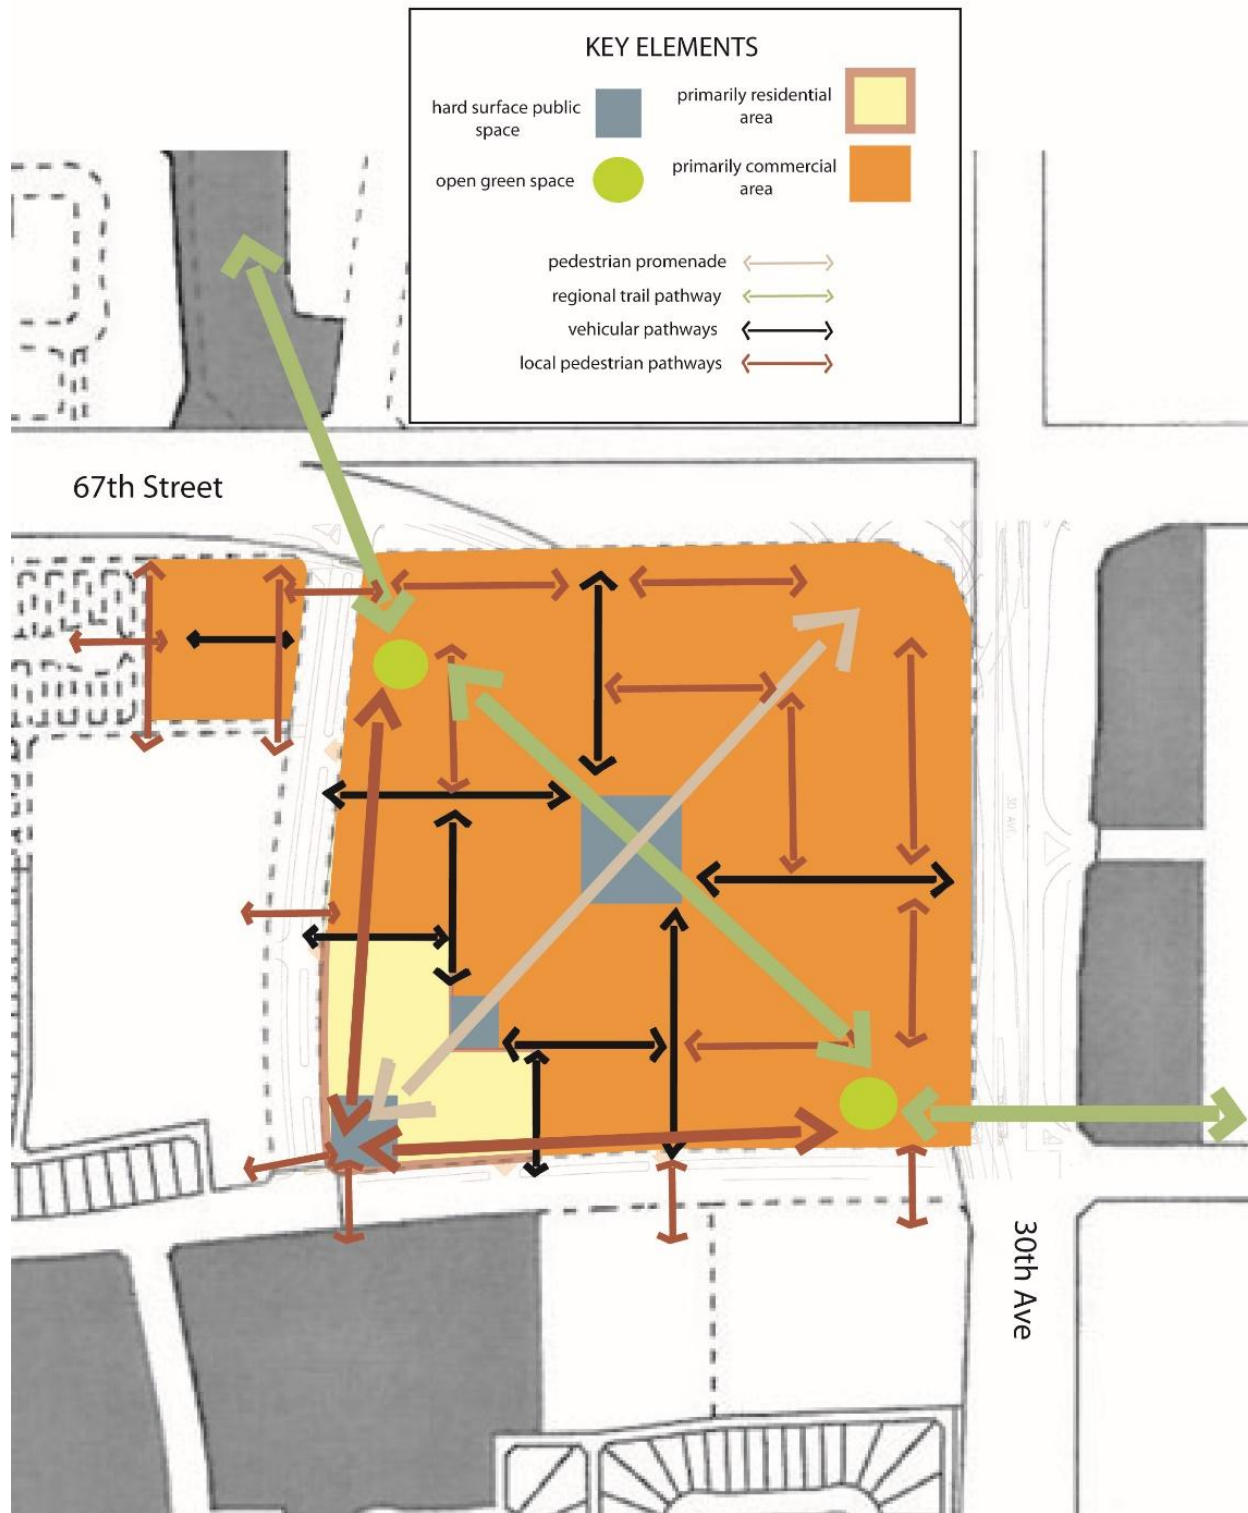 KEY ELEMENTS
hard surface public
space
primarily residential
area
open green space
primarily commercial
area
pedestrian promenade
regional trail pathway
vehicular pathways
local pedestrian pathways
67th Street
30th Ave